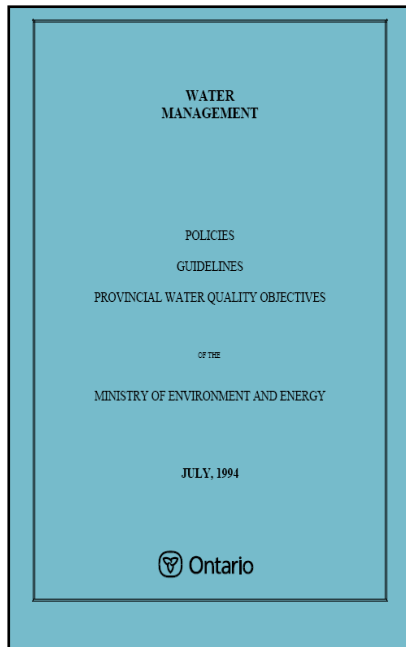 WATER
MANAGEMENT
POLICIES
GUIDELINES
PROVINCIAL WATER QUALITY OBJECTIVES
OF THE
MINISTRY OF ENVIRONMENT AND ENERGY
JULY, 1994
Ontario